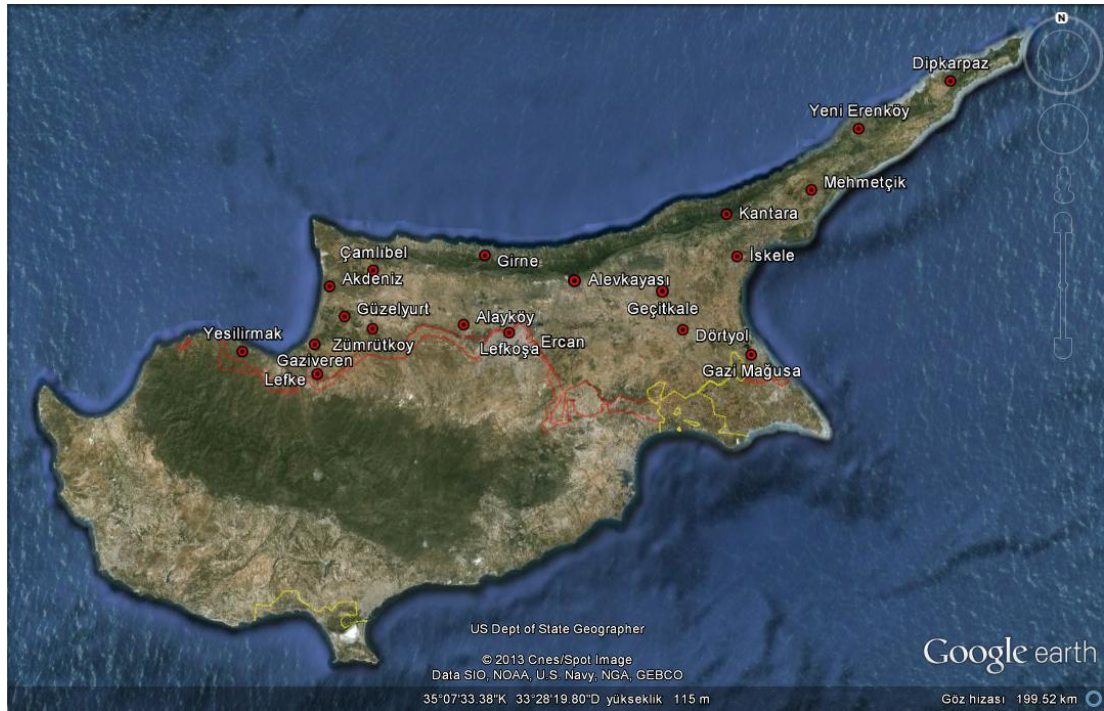 N
Dipkarpaz
Yeni Erenköy
Mehmetçik
Kantara
Çamlıbel
Girne
İskele
Akdeniz
Alevkayası
Güzelyurt
Geçitkale
Alayköy
Yesilirmak
Zümrütkoy
Lefkoşa
Ercan
Dörtyol
Gaziveren
Gazi Mağusa
Lefke
US Dept of State Geographer
© 2013 Cnes/Spot Image
Data SIO, NOAA, U.S. Navy, NGA, GEBCO
Google earth
35°07'33.38"K 33°28'19.80"D yükseklik 115 m
Göz hizası 199.52 km